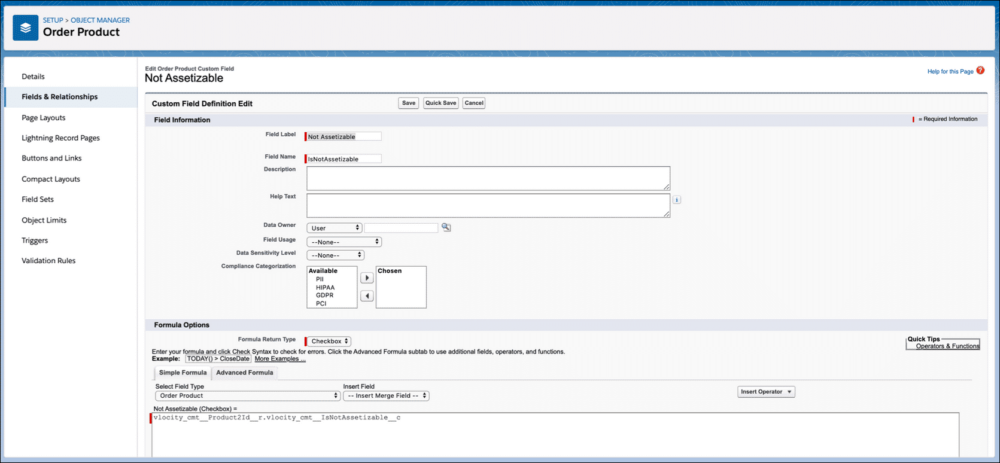 SETUP > OBJECT MANAGER
Order Product
Details
Fields & Relationships
Page Layouts
Lightning Record Pages
Buttons and Links
Compact Layouts
Field Sets
Object Limits
Triggers
Validation Rules
Edit Order Product Custom Field
Not Assetizable
Help for this Page ?
Custom Field Definition Edit
Save
Quick Save
Cancel
Field Information
= Required Information
Field Label
Not Assetizable
Field Name
IsNotAssetizable
Description
Help Text
i
Data Owner
User
Field Usage
--None--
Data Sensitivity Level
--None--
Compliance Categorization
Available
PII
HIPAA
GDPR
PCI
Chosen
Formula Options
Formula Return Type
Checkbox
Quick Tips
Operators & Functions
Enter your formula and click Check Syntax to check for errors. Click the Advanced Formula subtab to use additional fields, operators, and functions.
Example: TODAY() > CloseDate More Examples ...
Simple Formula
Advanced Formula
Select Field Type
Order Product
Insert Field
-- Insert Merge Field --
Insert Operator
Not Assetizable (Checkbox) =
vlocity_cmt__Product2Id__r.vlocity_cmt__IsNotAssetizable__c